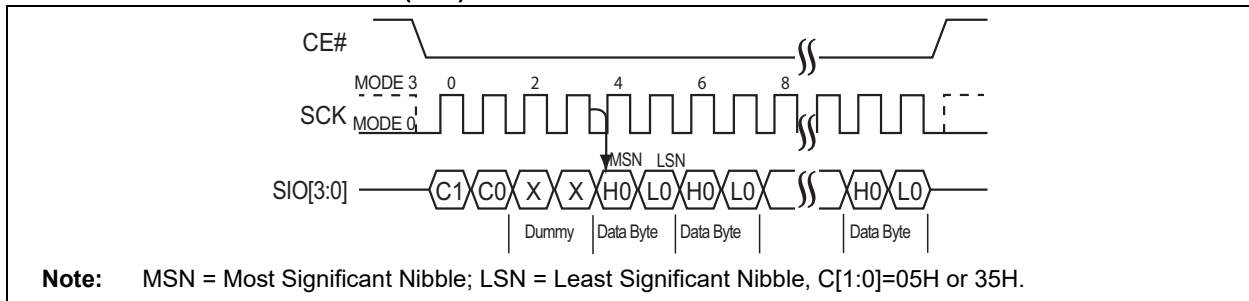 CE#
MODE 3 0 2 4 6 8
SCK MODE 0
MSN LSN
SIO[3:0] C1 C0 X X H0 L0 H0 L0 H0 L0
Dummy Data Byte Data Byte Data Byte
Note: MSN = Most Significant Nibble; LSN = Least Significant Nibble, C[1:0]=05H or 35H.